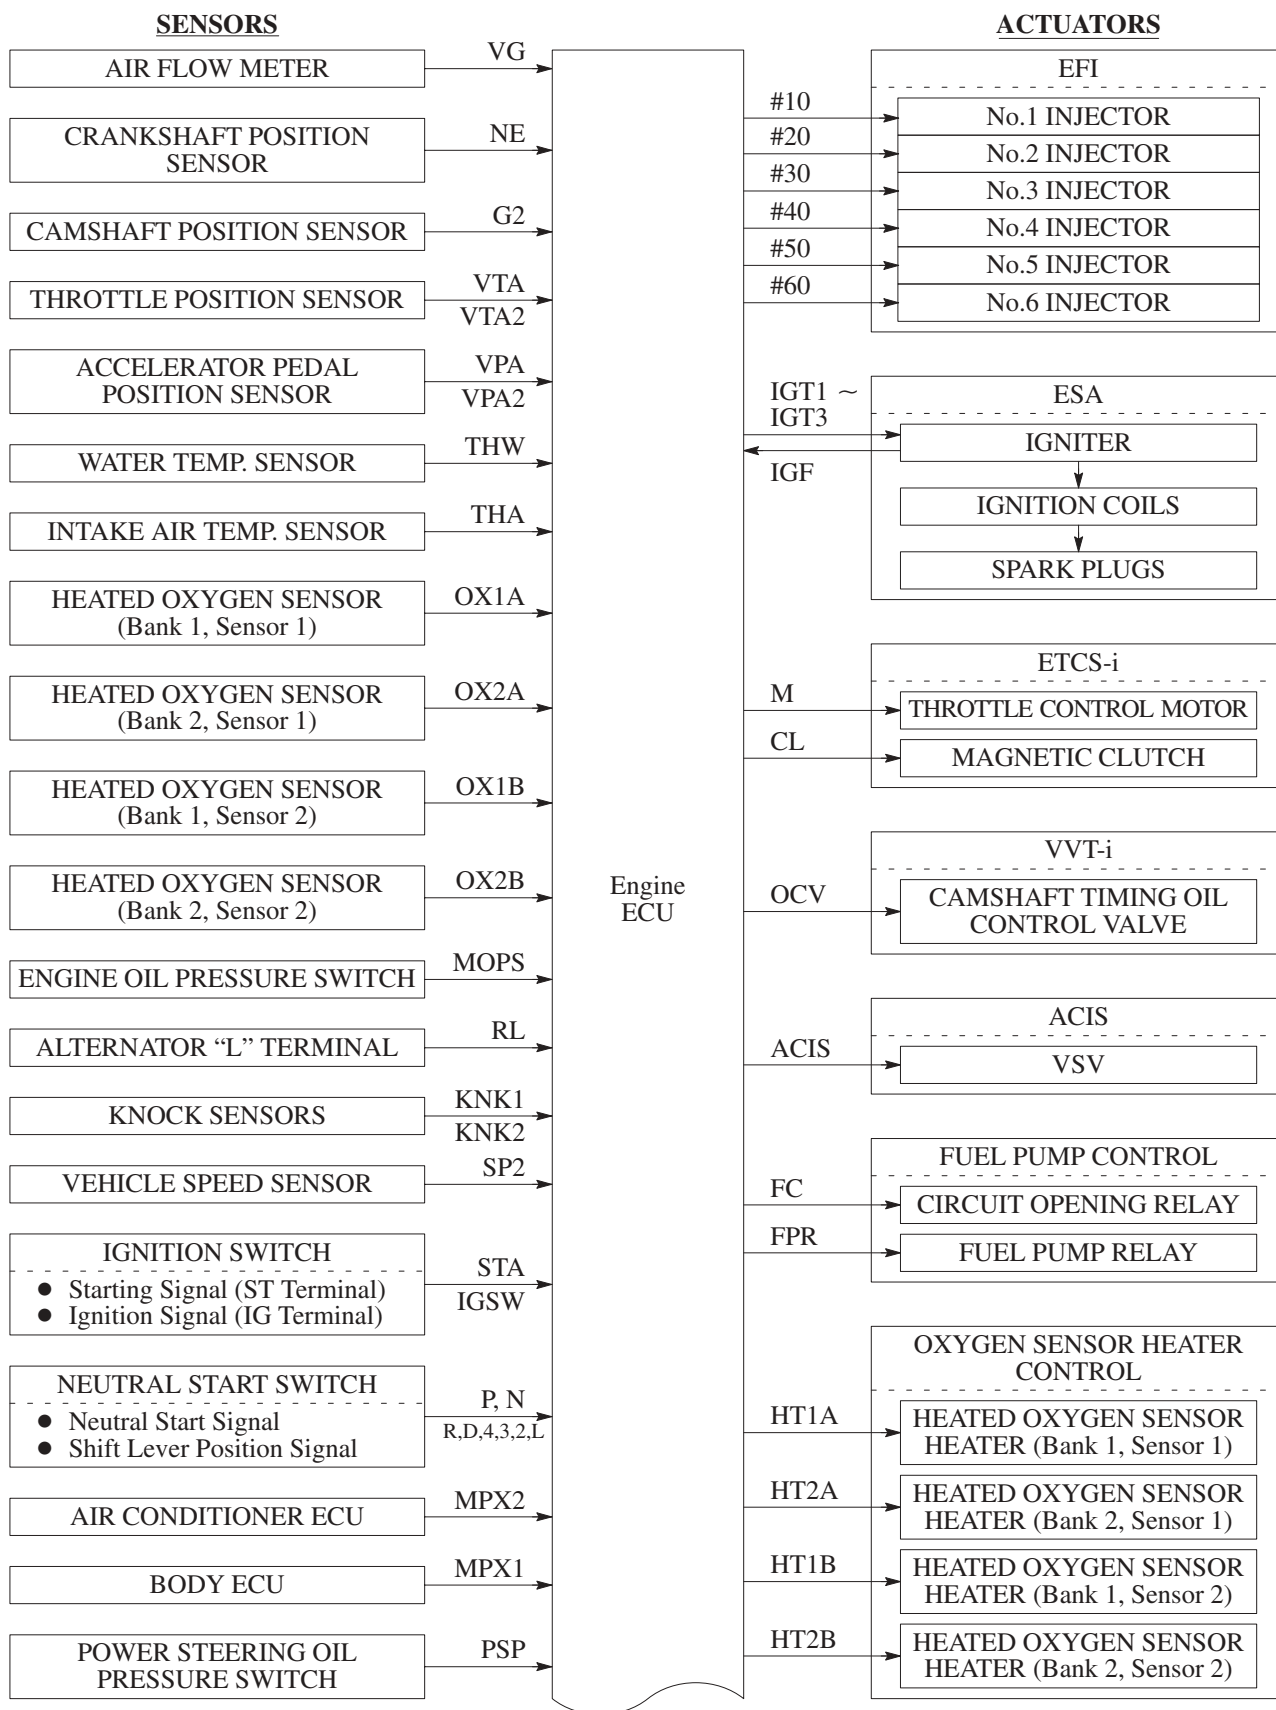 SENSORS
AIR FLOW METER
VG
CRANKSHAFT POSITION
SENSOR
NE
CAMSHAFT POSITION SENSOR
G2
THROTTLE POSITION SENSOR
VTA
VTA2
ACCELERATOR PEDAL
POSITION SENSOR
VPA
VPA2
WATER TEMP. SENSOR
THW
INTAKE AIR TEMP. SENSOR
THA
HEATED OXYGEN SENSOR
(Bank 1, Sensor 1)
OX1A
HEATED OXYGEN SENSOR
(Bank 2, Sensor 1)
OX2A
HEATED OXYGEN SENSOR
(Bank 1, Sensor 2)
OX1B
HEATED OXYGEN SENSOR
(Bank 2, Sensor 2)
OX2B
ENGINE OIL PRESSURE SWITCH
MOPS
ALTERNATOR “L” TERMINAL
RL
KNOCK SENSORS
KNK1
KNK2
VEHICLE SPEED SENSOR
SP2
IGNITION SWITCH
● Starting Signal (ST Terminal)
● Ignition Signal (IG Terminal)
STA
IGSW
NEUTRAL START SWITCH
● Neutral Start Signal
● Shift Lever Position Signal
P, N
R,D,4,3,2,L
AIR CONDITIONER ECU
MPX2
BODY ECU
MPX1
POWER STEERING OIL
PRESSURE SWITCH
PSP
Engine
ECU
ACTUATORS
EFI
#10
No.1 INJECTOR
#20
No.2 INJECTOR
#30
No.3 INJECTOR
#40
No.4 INJECTOR
#50
No.5 INJECTOR
#60
No.6 INJECTOR
ESA
IGT1 ~
IGT3
IGF
IGNITER
IGNITION COILS
SPARK PLUGS
ETCS-i
M
THROTTLE CONTROL MOTOR
CL
MAGNETIC CLUTCH
VVT-i
OCV
CAMSHAFT TIMING OIL
CONTROL VALVE
ACIS
ACIS
VSV
FUEL PUMP CONTROL
FC
CIRCUIT OPENING RELAY
FPR
FUEL PUMP RELAY
OXYGEN SENSOR HEATER
CONTROL
HT1A
HEATED OXYGEN SENSOR
HEATER (Bank 1, Sensor 1)
HT2A
HEATED OXYGEN SENSOR
HEATER (Bank 2, Sensor 1)
HT1B
HEATED OXYGEN SENSOR
HEATER (Bank 1, Sensor 2)
HT2B
HEATED OXYGEN SENSOR
HEATER (Bank 2, Sensor 2)